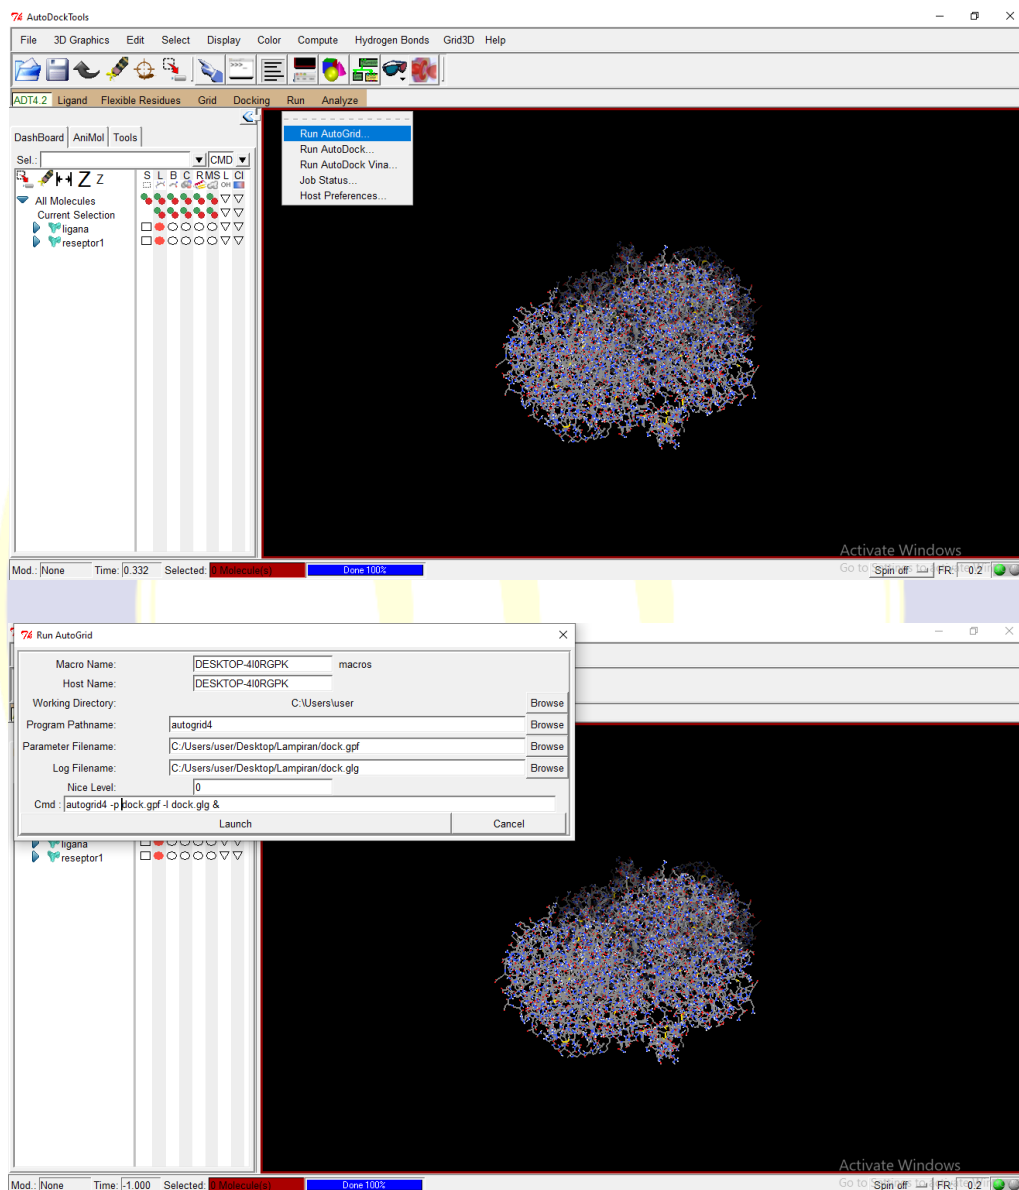 AutoDockTools
File 3D Graphics Edit Select Display Color Compute Hydrogen Bonds Grid3D Help
ADT4.2 Ligand Flexible Residues Grid Docking Run Analyze
Run AutoGrid...
Run AutoDock...
Run AutoDock Vina...
Job Status...
Host Preferences...
DashBoard AniMol Tools
Sel.: CMD
Z Z S L B C R MS L Cl
All Molecules
Current Selection
ligana
reseptor1
Activate Windows
Mod.: None Time: 0.332 Selected: 0 Molecule(s) Done 100% Spin off FR: 0.2
Run AutoGrid
Macro Name: DESKTOP-4I0RGPK macros
Host Name: DESKTOP-4I0RGPK
Working Directory: C:\Users\user Browse
Program Pathname: autogrid4 Browse
Parameter Filename: C:/Users/user/Desktop/Lampiran/dock.gpf Browse
Log Filename: C:/Users/user/Desktop/Lampiran/dock.glg Browse
Nice Level: 0
Cmd : autogrid4 -p dock.gpf -l dock.glg &
Launch Cancel
ligana
reseptor1
Activate Windows
Mod.: None Time: -1.000 Selected: 0 Molecule(s) Done 100% Spin off FR: 0.2